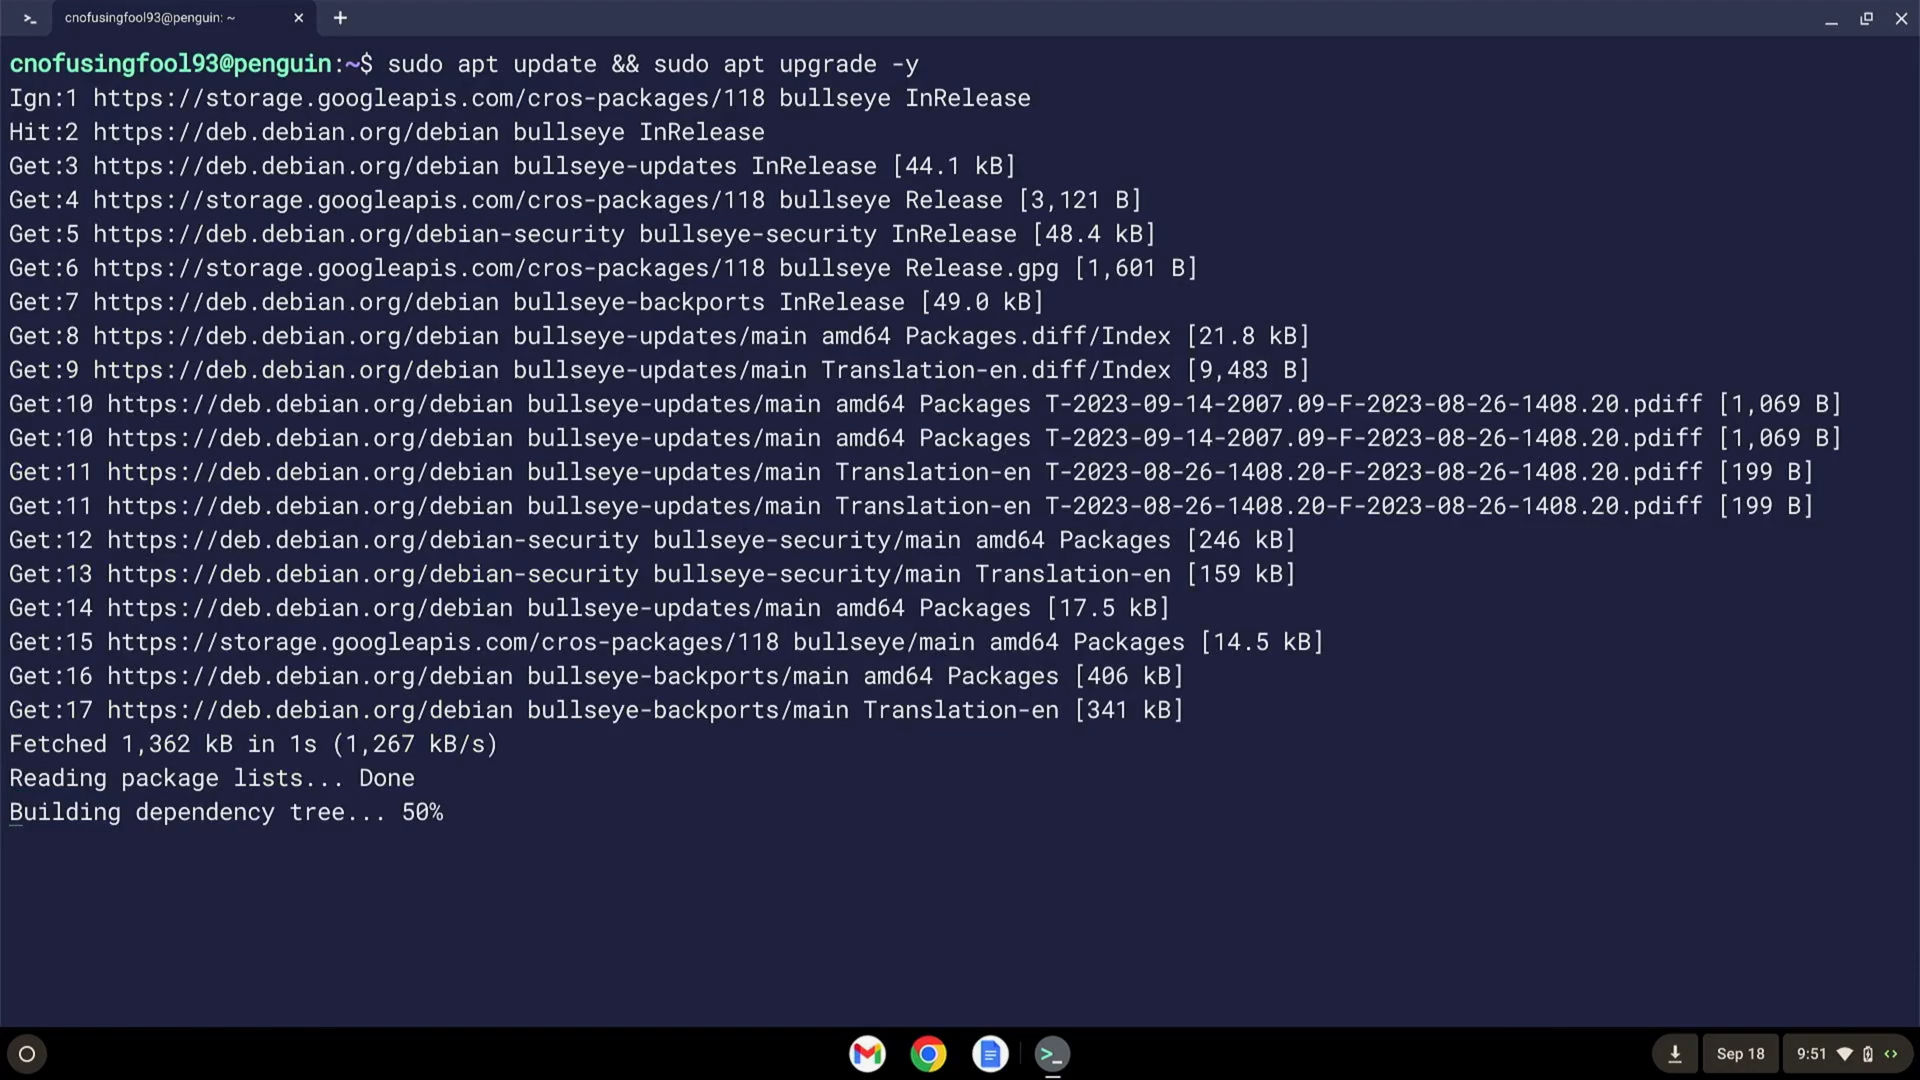 cnofusingfool93@penguin: ~
cnofusingfool93@penguin:~$ sudo apt update && sudo apt upgrade -y
Ign:1 https://storage.googleapis.com/cros-packages/118 bullseye InRelease
Hit:2 https://deb.debian.org/debian bullseye InRelease
Get:3 https://deb.debian.org/debian bullseye-updates InRelease [44.1 kB]
Get:4 https://storage.googleapis.com/cros-packages/118 bullseye Release [3,121 B]
Get:5 https://deb.debian.org/debian-security bullseye-security InRelease [48.4 kB]
Get:6 https://storage.googleapis.com/cros-packages/118 bullseye Release.gpg [1,601 B]
Get:7 https://deb.debian.org/debian bullseye-backports InRelease [49.0 kB]
Get:8 https://deb.debian.org/debian bullseye-updates/main amd64 Packages.diff/Index [21.8 kB]
Get:9 https://deb.debian.org/debian bullseye-updates/main Translation-en.diff/Index [9,483 B]
Get:10 https://deb.debian.org/debian bullseye-updates/main amd64 Packages T-2023-09-14-2007.09-F-2023-08-26-1408.20.pdiff [1,069 B]
Get:10 https://deb.debian.org/debian bullseye-updates/main amd64 Packages T-2023-09-14-2007.09-F-2023-08-26-1408.20.pdiff [1,069 B]
Get:11 https://deb.debian.org/debian bullseye-updates/main Translation-en T-2023-08-26-1408.20-F-2023-08-26-1408.20.pdiff [199 B]
Get:11 https://deb.debian.org/debian bullseye-updates/main Translation-en T-2023-08-26-1408.20-F-2023-08-26-1408.20.pdiff [199 B]
Get:12 https://deb.debian.org/debian-security bullseye-security/main amd64 Packages [246 kB]
Get:13 https://deb.debian.org/debian-security bullseye-security/main Translation-en [159 kB]
Get:14 https://deb.debian.org/debian bullseye-updates/main amd64 Packages [17.5 kB]
Get:15 https://storage.googleapis.com/cros-packages/118 bullseye/main amd64 Packages [14.5 kB]
Get:16 https://deb.debian.org/debian bullseye-backports/main amd64 Packages [406 kB]
Get:17 https://deb.debian.org/debian bullseye-backports/main Translation-en [341 kB]
Fetched 1,362 kB in 1s (1,267 kB/s)
Reading package lists... Done
Building dependency tree... 50%
Sep 18 9:51